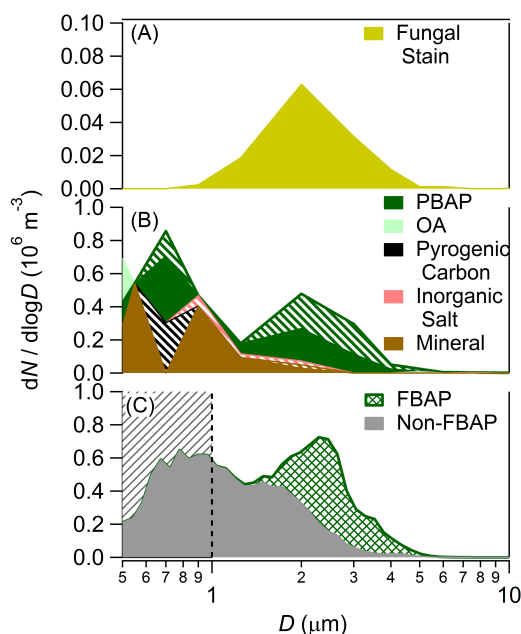 (A)
Fungal
Stain
0.10
0.08
0.06
0.04
0.02
0.00
(B)
PBAP
OA
Pyrogenic
Carbon
Inorganic
Salt
Mineral
1.0
0.8
0.6
0.4
0.2
0.0
dN / dlogD (10⁶ m⁻³)
(C)
FBAP
Non-FBAP
1.0
0.8
0.6
0.4
0.2
0.0
5 6 7 8 9 2 3 4 5 6 7 8 9
1 10
D (μm)